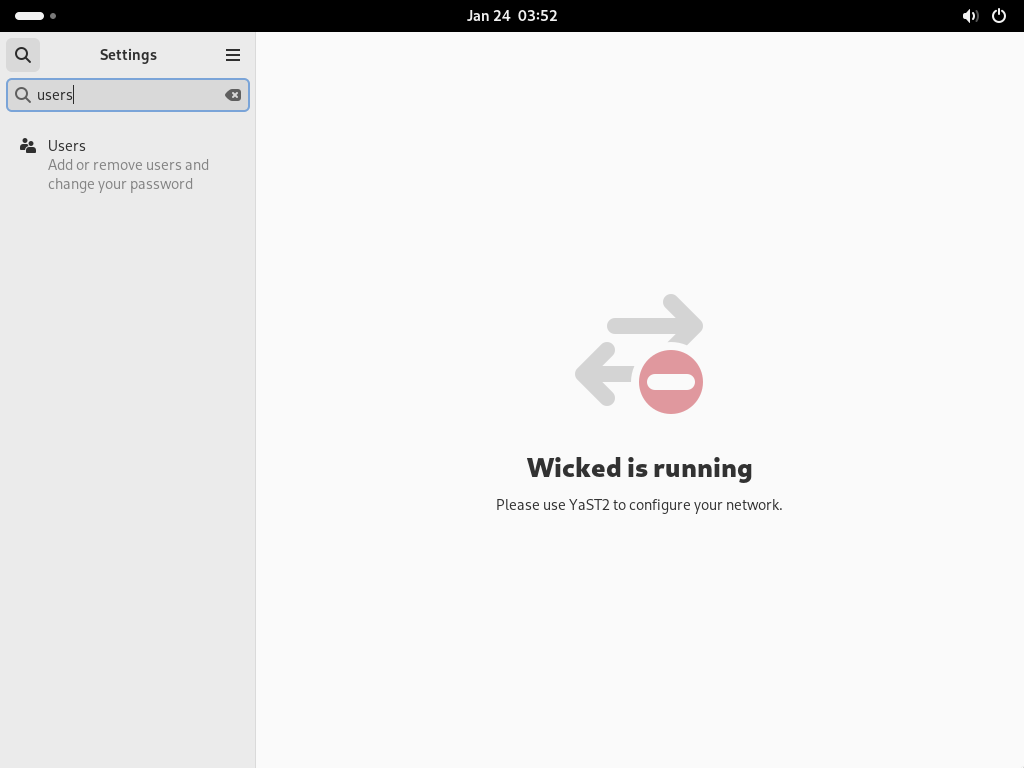 Jan 24  03:52
Settings
users
Users
Add or remove users and
change your password
Wicked is running
Please use YaST2 to configure your network.